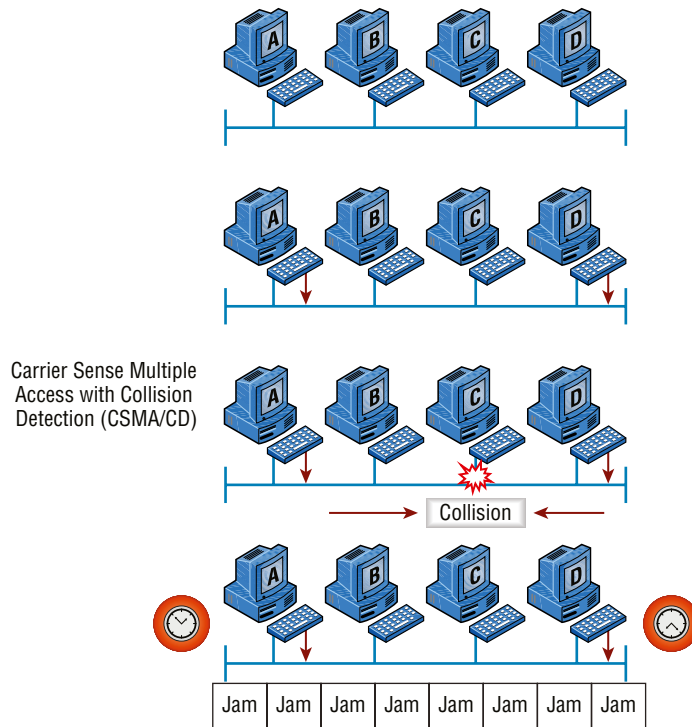 A B C D
A B C D
Carrier Sense Multiple
Access with Collision
Detection (CSMA/CD)
A B C D
Collision
A B C D
Jam Jam Jam Jam Jam Jam Jam Jam